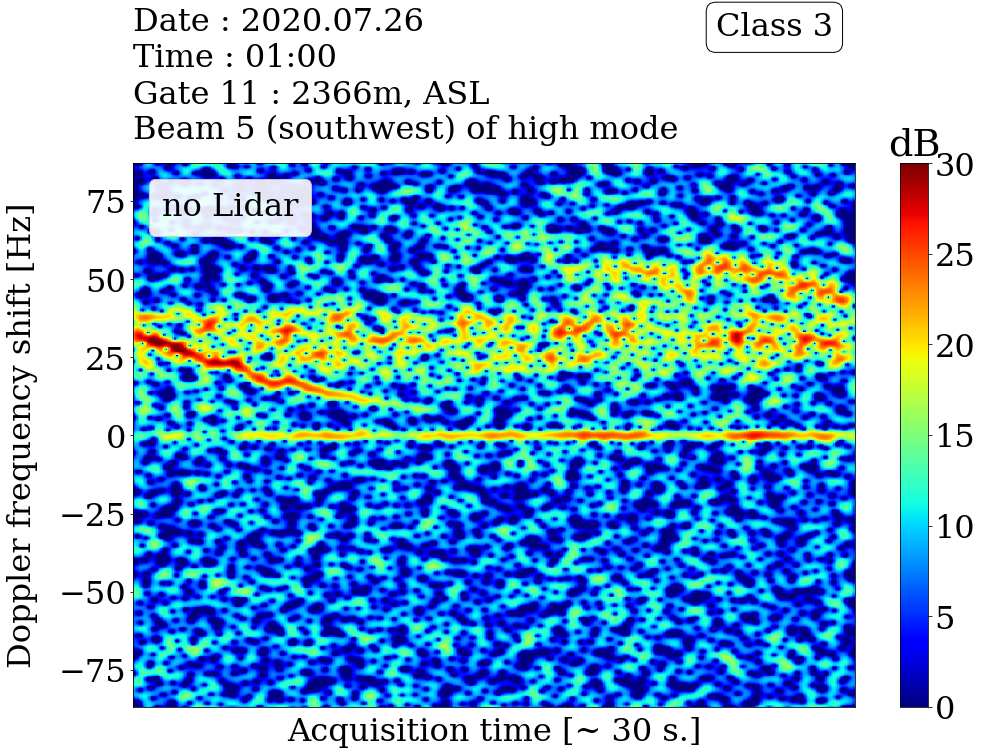 Date : 2020.07.26
Time : 01:00
Gate 11 : 2366m, ASL
Beam 5 (southwest) of high mode
Class 3
no Lidar
Doppler frequency shift [Hz]
75
50
25
0
−25
−50
−75
Acquisition time [~ 30 s.]
dB
30
25
20
15
10
5
0